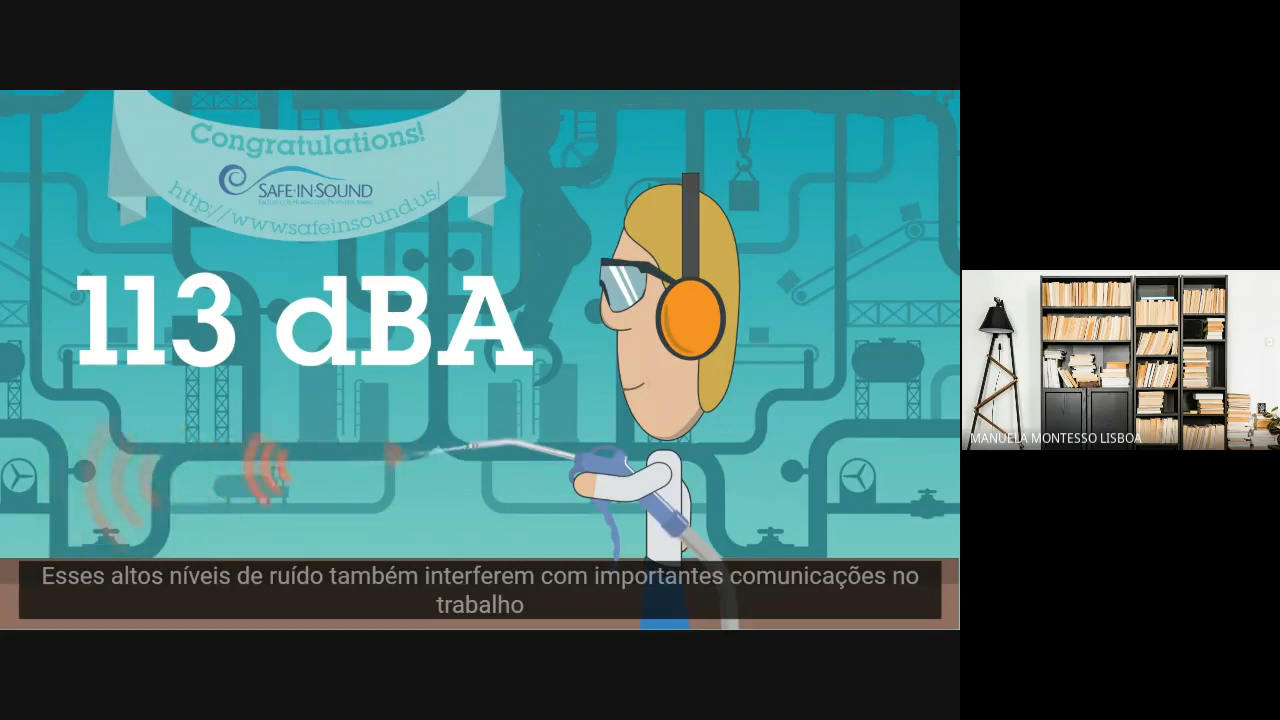 Congratulations!
SAFE·IN·SOUND
http://www.safeinsound.us/
113 dBA
Esses altos níveis de ruído também interferem com importantes comunicações no
trabalho
MANUELA MONTESSO LISBOA